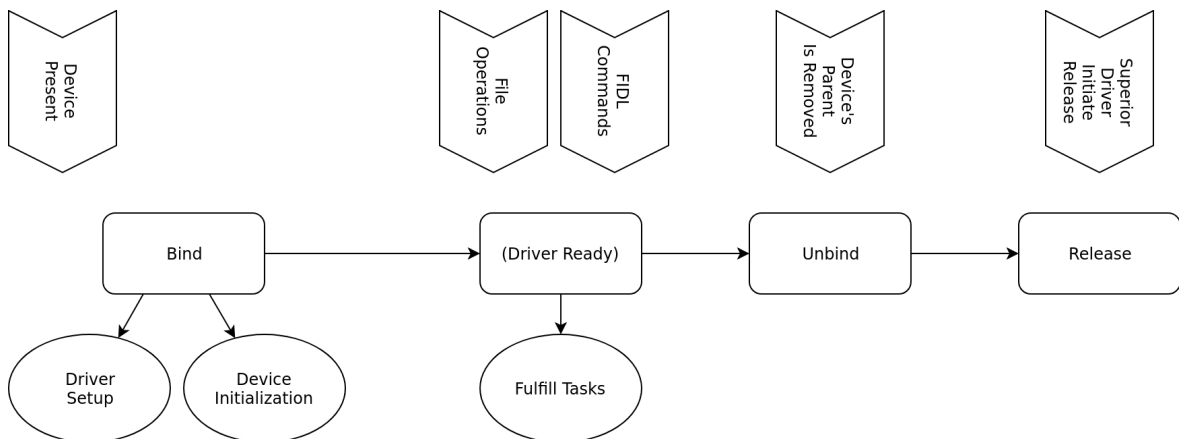 Device
Present
File
Operations
FIDL
Commands
Device's
Parent
Is Removed
Superior
Driver
Initiate
Release
Bind
(Driver Ready)
Unbind
Release
Driver
Setup
Device
Initialization
Fulfill Tasks